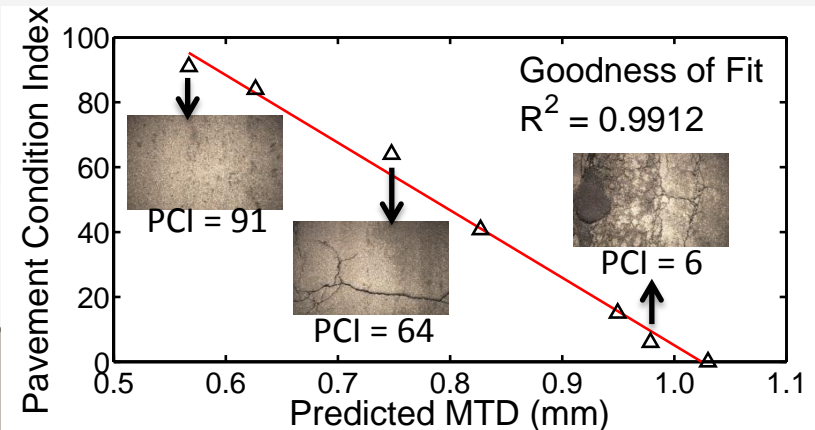 Pavement Condition Index
100
80
60
40
20
0
Goodness of Fit
R² = 0.9912
PCI = 91
PCI = 64
PCI = 6
0.5 0.6 0.7 0.8 0.9 1.0 1.1
Predicted MTD (mm)